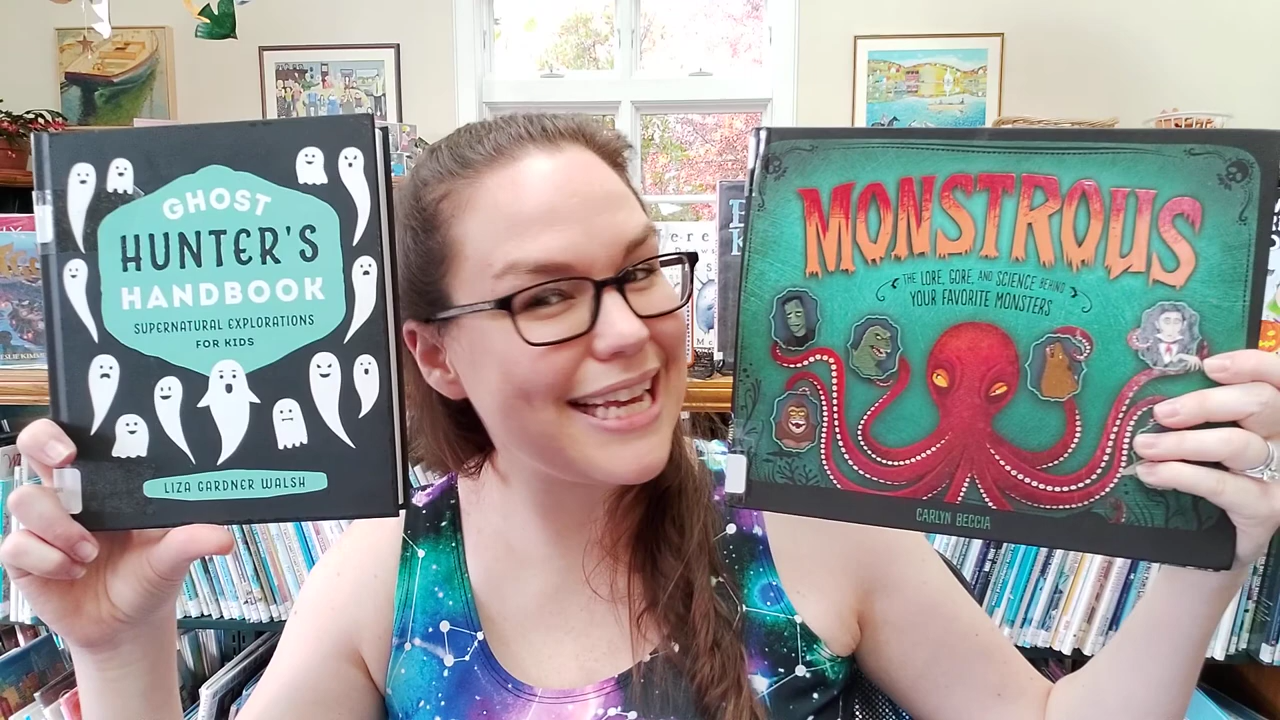 GHOST
HUNTER'S
HANDBOOK
SUPERNATURAL EXPLORATIONS
FOR KIDS
LIZA GARDNER WALSH
MONSTROUS
THE LORE, GORE, AND SCIENCE BEHIND
YOUR FAVORITE MONSTERS
CARLYN BECCIA